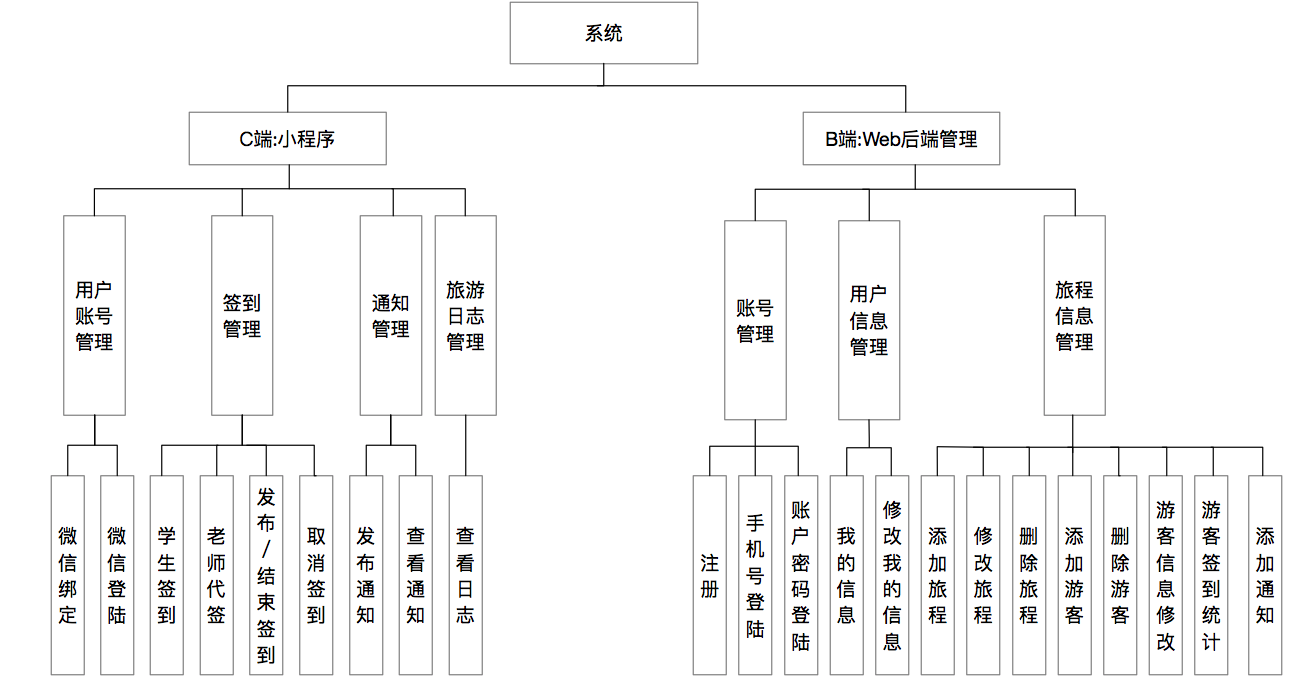 系统
C端:小程序
B端:Web后端管理
用户
账号
管理
签到
管理
通知
管理
旅游
日志
管理
账号
管理
用户
信息
管理
旅程
信息
管理
微信绑定
微信登陆
学生签到
老师代签
发布/结束签到
取消签到
发布通知
查看通知
查看日志
注册
手机号登陆
账户密码登陆
我的信息
修改我的信息
添加旅程
修改旅程
删除旅程
添加游客
删除游客
游客信息修改
游客签到统计
添加通知